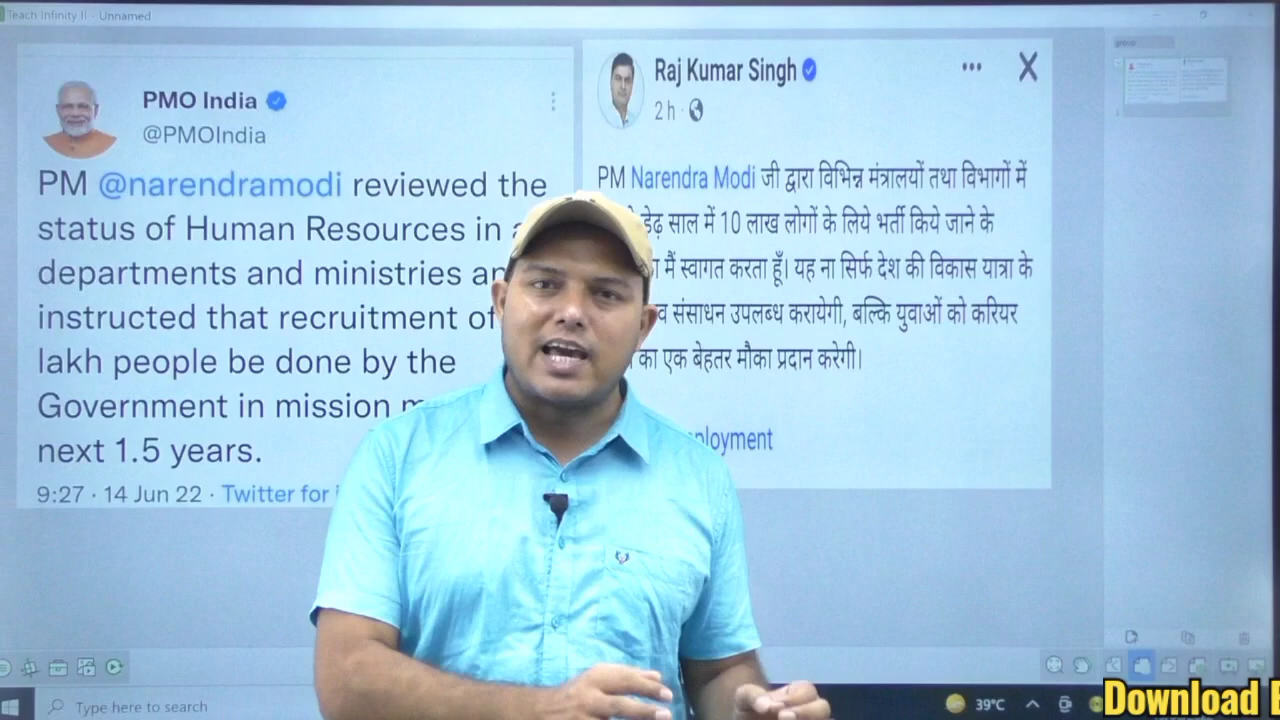 Teach Infinity II - Unnamed
group
PMO India
@PMOIndia
PM @narendramodi reviewed the
status of Human Resources in
departments and ministries
instructed that recruitment of
lakh people be done by the
Government in mission
next 1.5 years.
9:27 · 14 Jun 22 · Twitter for
Raj Kumar Singh
2 h
PM Narendra Modi जी द्वारा विभिन्न मंत्रालयों तथा विभागों में
डेढ़ साल में 10 लाख लोगों के लिये भर्ती किये जाने के
मैं स्वागत करता हूँ। यह ना सिर्फ देश की विकास यात्रा के
संसाधन उपलब्ध करायेगी, बल्कि युवाओं को करियर
का एक बेहतर मौका प्रदान करेगी।
Type here to search
39°C
Download